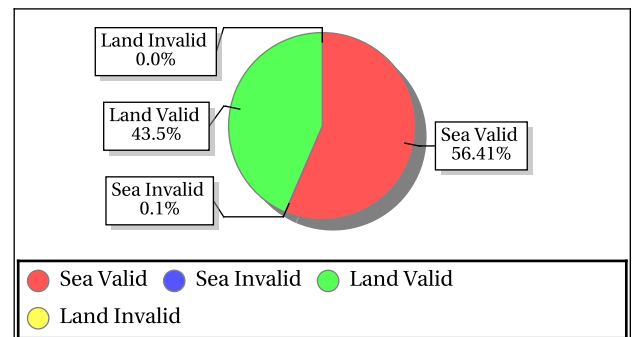 Land Invalid
0.0%
Land Valid
43.5%
Sea Valid
56.41%
Sea Invalid
0.1%
Sea Valid Sea Invalid Land Valid
Land Invalid